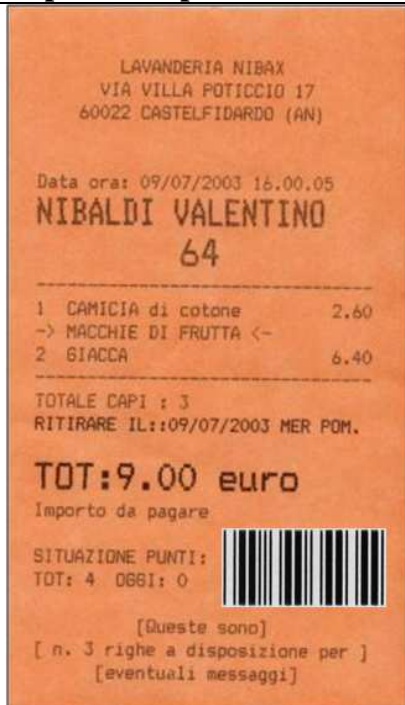 LAVANDERIA NIBAX
VIA VILLA POTICCIO 17
60022 CASTELFIDARDO (AN)
Data ora: 09/07/2003 16.00.05
NIBALDI VALENTINO
64
1 CAMICIA di cotone 2.60
-> MACCHIE DI FRUTTA <-
2 GIACCA 6.40
TOTALE CAPI : 3
RITIRARE IL::09/07/2003 MER POM.
TOT:9.00 euro
Importo da pagare
SITUAZIONE PUNTI:
TOT: 4 OGGI: 0
[Queste sono]
[ n. 3 righe a disposizione per ]
[eventuali messaggi]